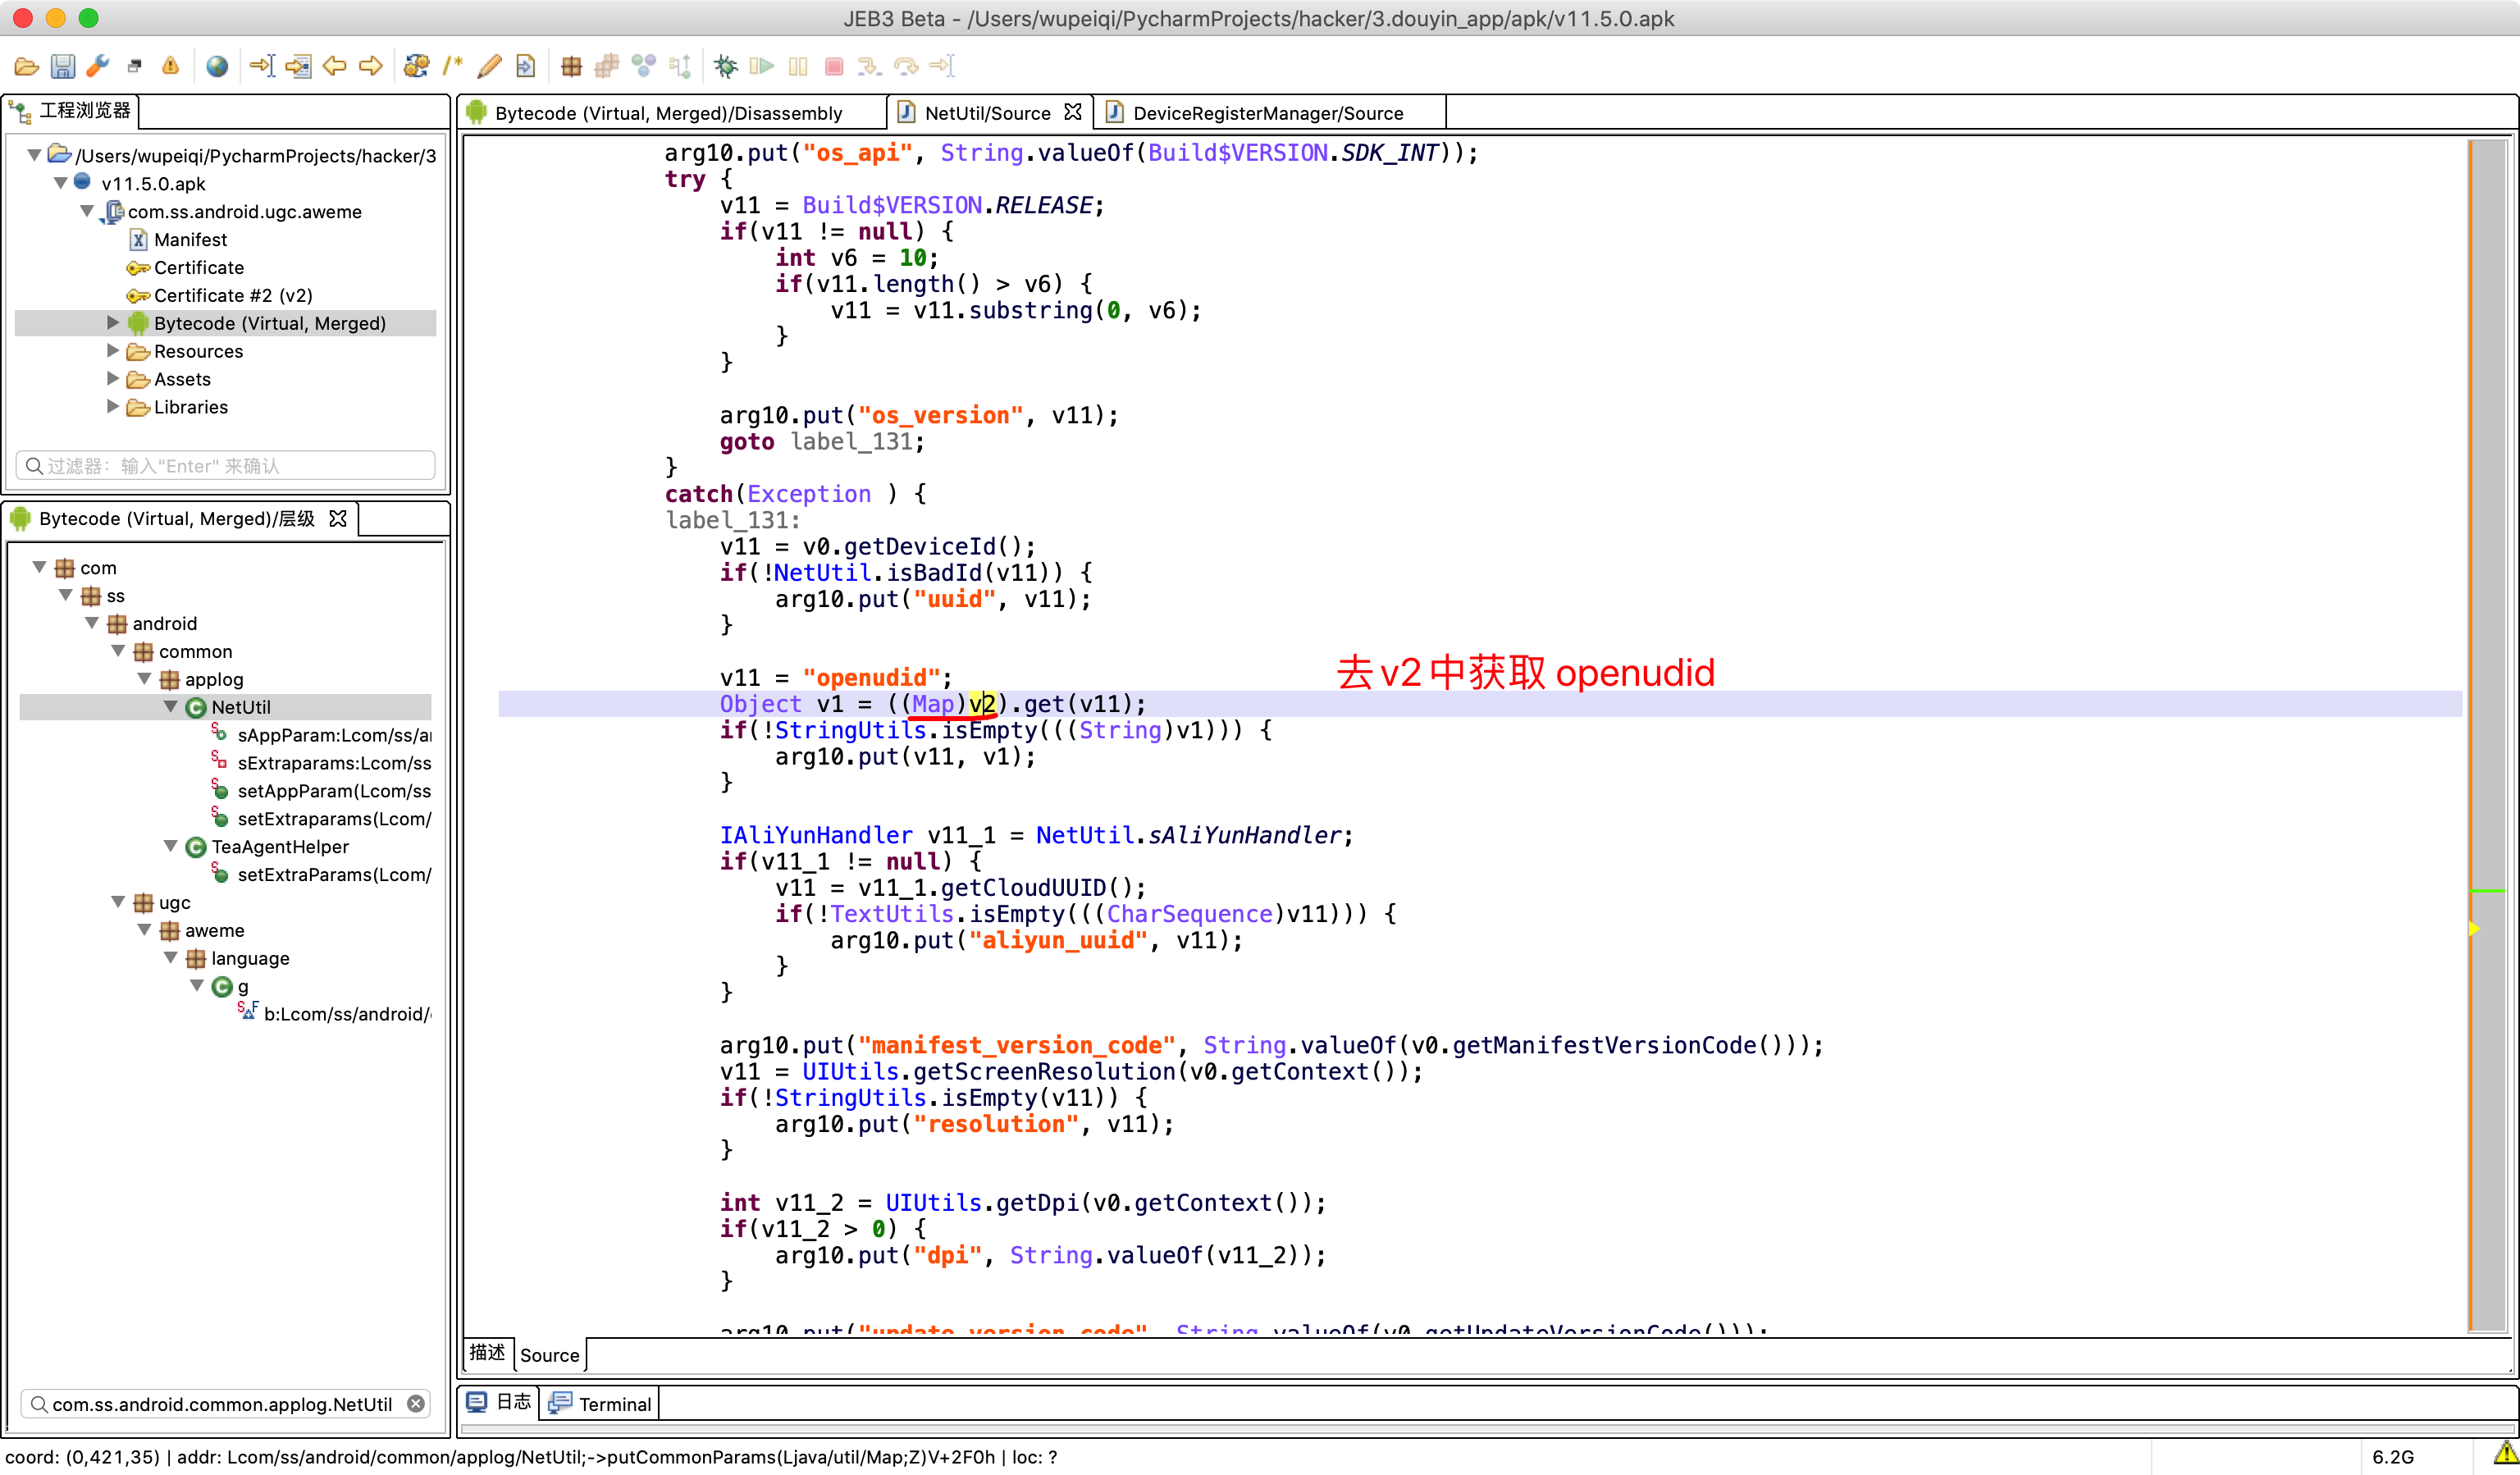 JEB3 Beta - /Users/wupeiqi/PycharmProjects/hacker/3.douyin_app/apk/v11.5.0.apk
工程浏览器
/Users/wupeiqi/PycharmProjects/hacker/3
v11.5.0.apk
com.ss.android.ugc.aweme
Manifest
Certificate
Certificate #2 (v2)
Bytecode (Virtual, Merged)
Resources
Assets
Libraries
过滤器：输入"Enter" 来确认
Bytecode (Virtual, Merged)/层级
com
ss
android
common
applog
NetUtil
sAppParam:Lcom/ss/a
sExtraparams:Lcom/ss
setAppParam(Lcom/ss
setExtraparams(Lcom/
TeaAgentHelper
setExtraParams(Lcom/
ugc
aweme
language
g
b:Lcom/ss/android/
com.ss.android.common.applog.NetUtil
Bytecode (Virtual, Merged)/Disassembly
NetUtil/Source
DeviceRegisterManager/Source
arg10.put("os_api", String.valueOf(Build$VERSION.SDK_INT));
try {
v11 = Build$VERSION.RELEASE;
if(v11 != null) {
int v6 = 10;
if(v11.length() > v6) {
v11 = v11.substring(0, v6);
}
}
arg10.put("os_version", v11);
goto label_131;
}
catch(Exception ) {
label_131:
v11 = v0.getDeviceId();
if(!NetUtil.isBadId(v11)) {
arg10.put("uuid", v11);
}
v11 = "openudid";
去v2中获取 openudid
Object v1 = ((Map)v2).get(v11);
if(!StringUtils.isEmpty(((String)v1))) {
arg10.put(v11, v1);
}
IAliYunHandler v11_1 = NetUtil.sAliYunHandler;
if(v11_1 != null) {
v11 = v11_1.getCloudUUID();
if(!TextUtils.isEmpty(((CharSequence)v11))) {
arg10.put("aliyun_uuid", v11);
}
}
arg10.put("manifest_version_code", String.valueOf(v0.getManifestVersionCode()));
v11 = UIUtils.getScreenResolution(v0.getContext());
if(!StringUtils.isEmpty(v11)) {
arg10.put("resolution", v11);
}
int v11_2 = UIUtils.getDpi(v0.getContext());
if(v11_2 > 0) {
arg10.put("dpi", String.valueOf(v11_2));
}
arg10.put("update_version_code", String.valueOf(v0.getUpdateVersionCode()));
描述
Source
日志
Terminal
coord: (0,421,35) | addr: Lcom/ss/android/common/applog/NetUtil;->putCommonParams(Ljava/util/Map;Z)V+2F0h | loc: ?
6.2G